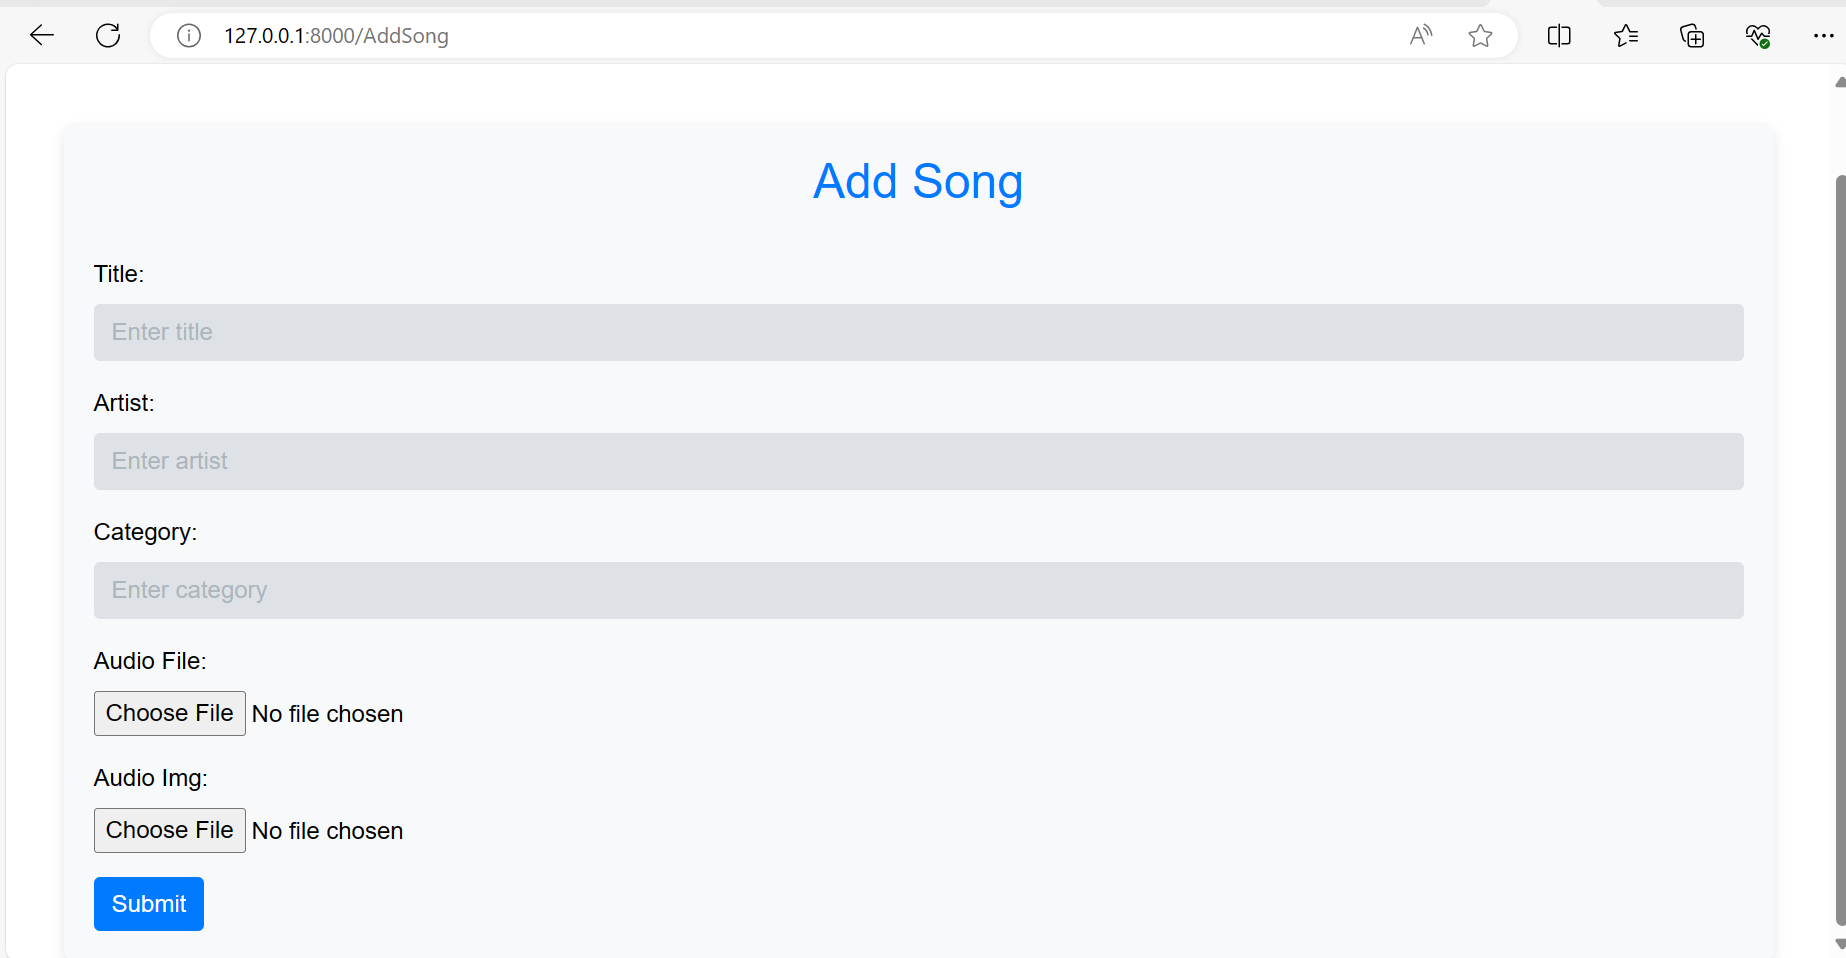 127.0.0.1:8000/AddSong
Add Song
Title:
Enter title
Artist:
Enter artist
Category:
Enter category
Audio File:
Choose File No file chosen
Audio Img:
Choose File No file chosen
Submit